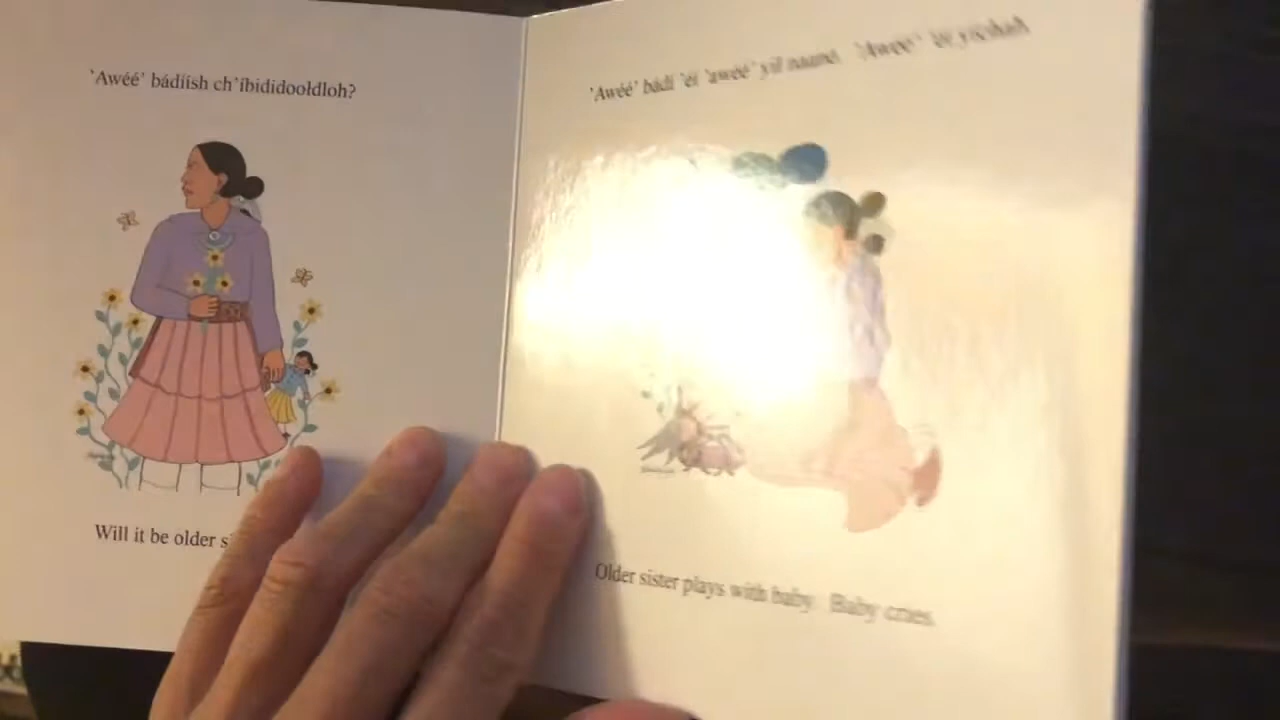 'Awéé' bádíísh ch'íbididoołdloh?
Will it be older
'Awéé' bádí 'éí 'awéé' yił naané. 'Awéé'
Older sister plays with baby. Baby cries.